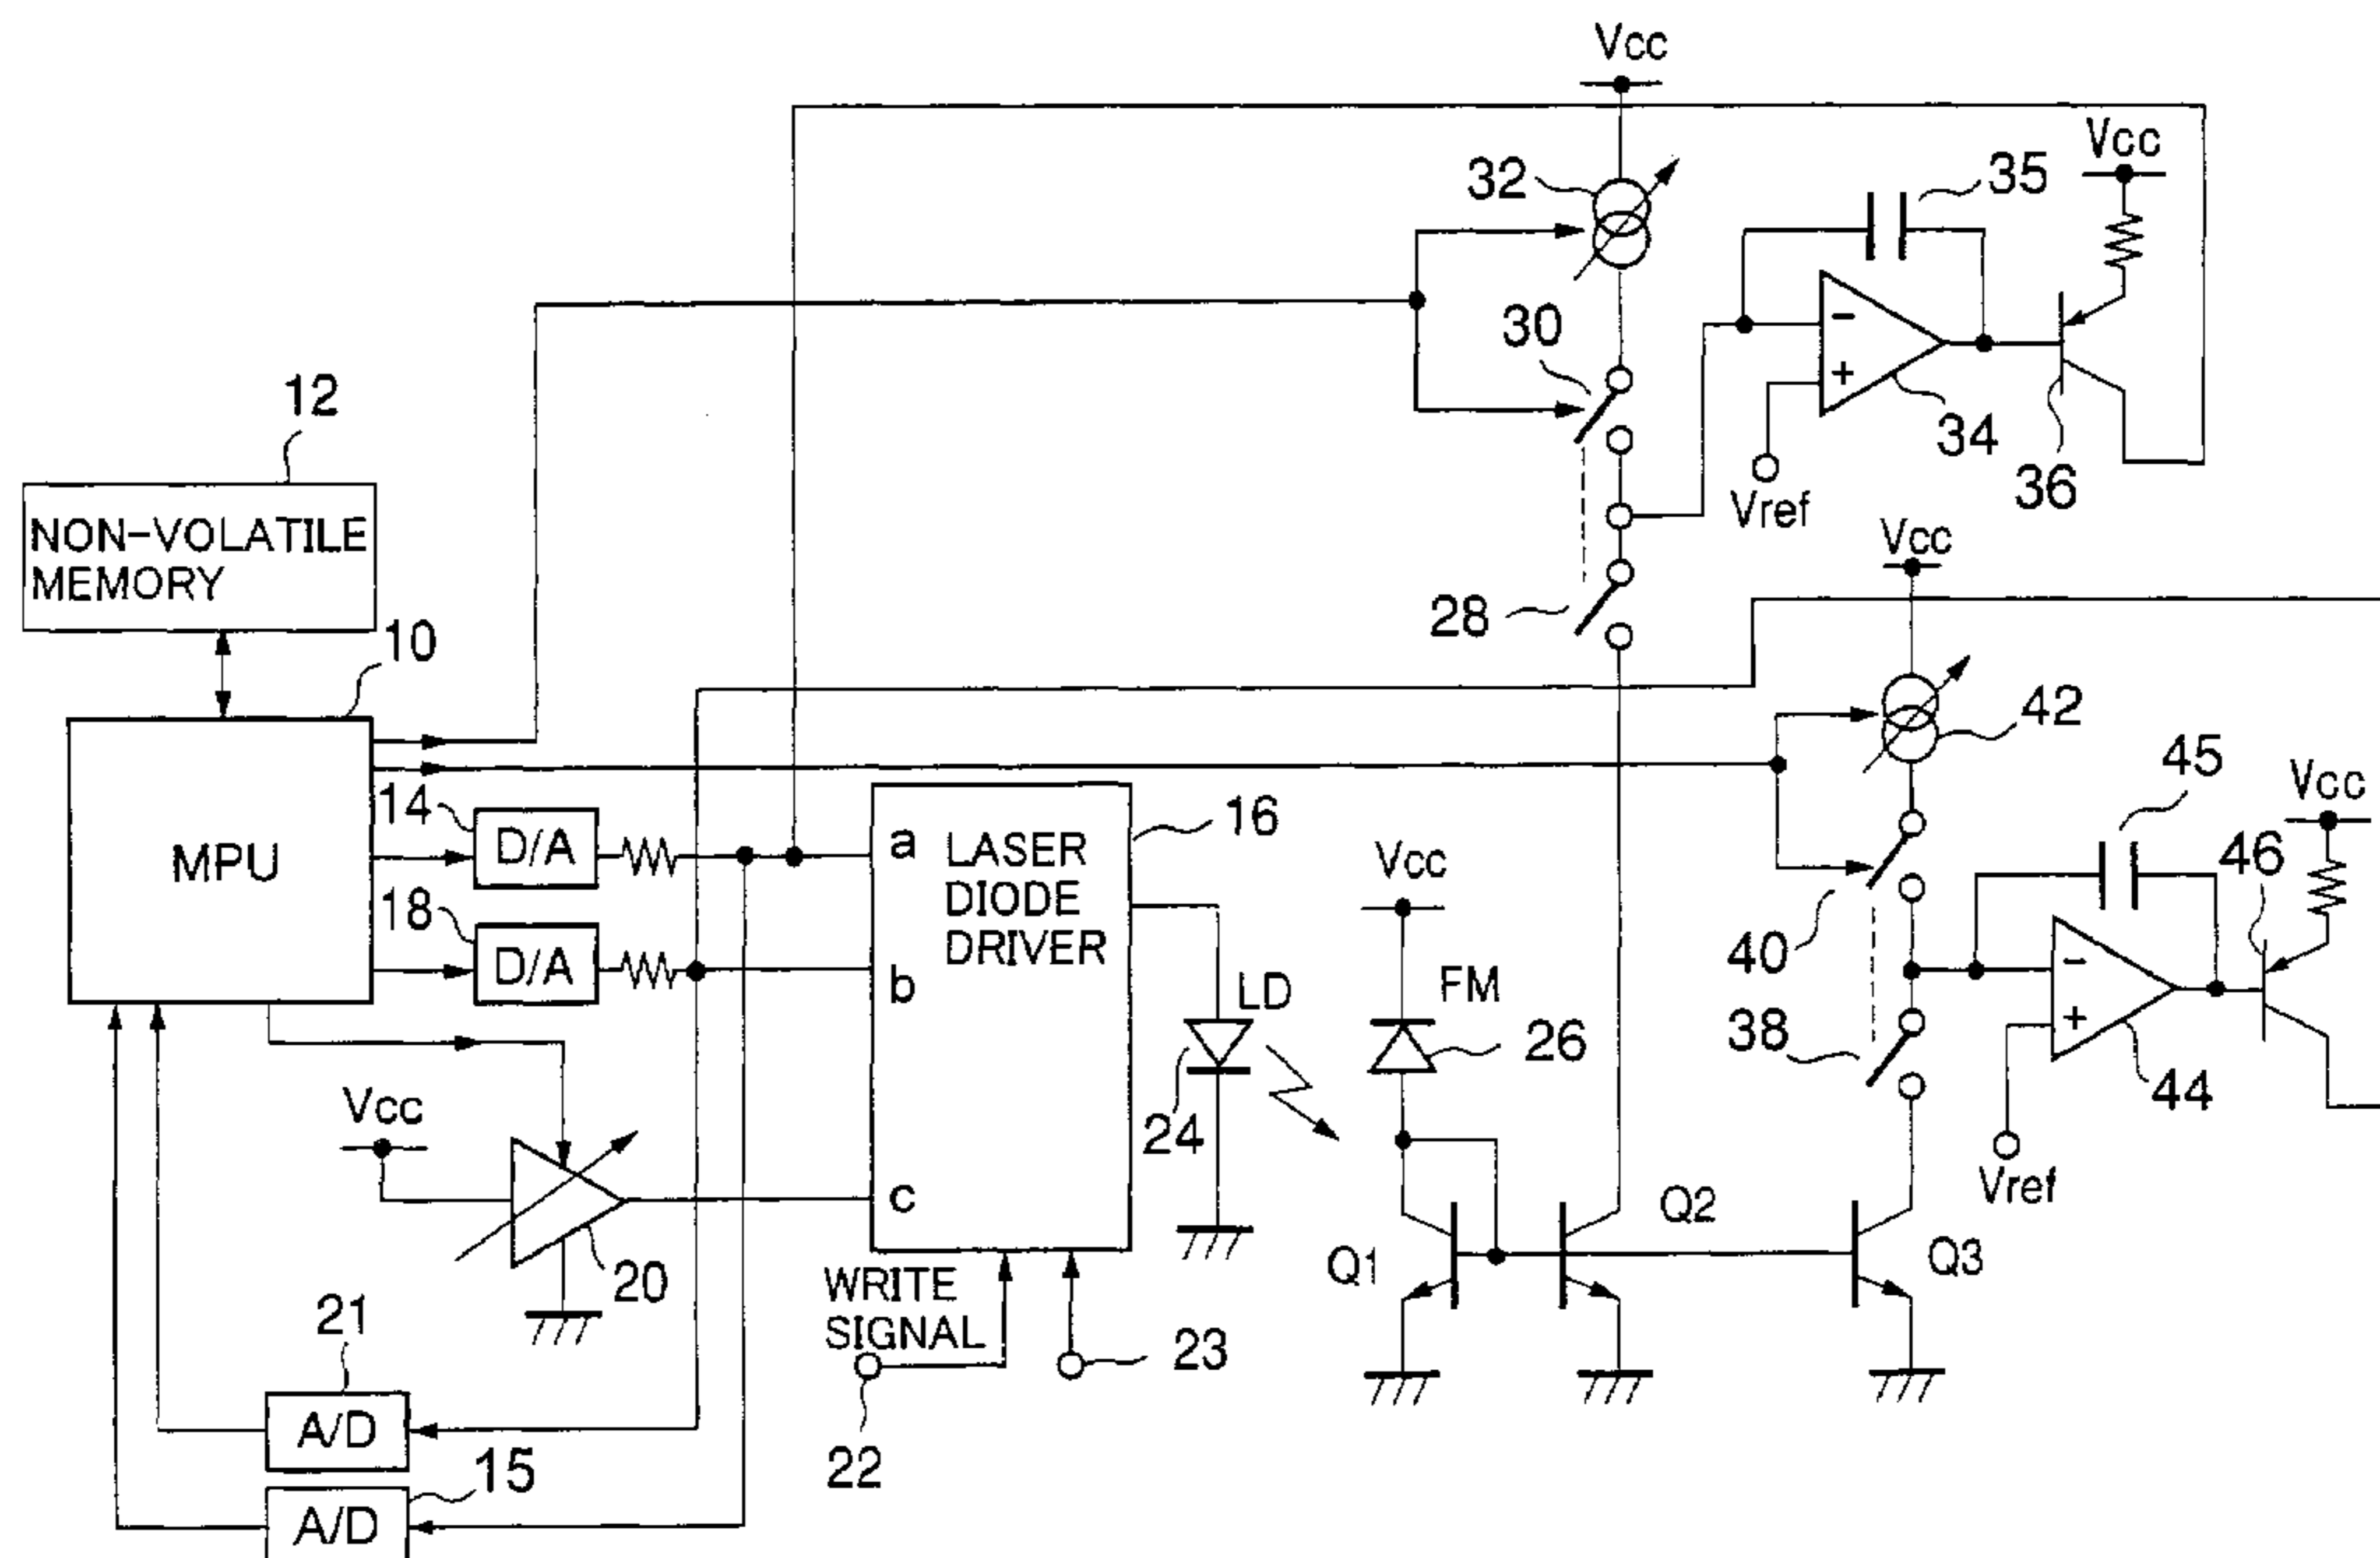 Vcc
Vcc
32
35
30
12
34
36
Vref
NON-VOLATILE
MEMORY
Vcc
28
10
42
45
Vcc
14
D/A
a
LASER
DIODE
DRIVER
16
MPU
Vcc
46
18
D/A
b
LD
FM
40
26
38
44
Vcc
24
c
Vref
Q2
Q1
Q3
20
WRITE
SIGNAL
21
23
A/D
22
15
A/D
-
+
-
+